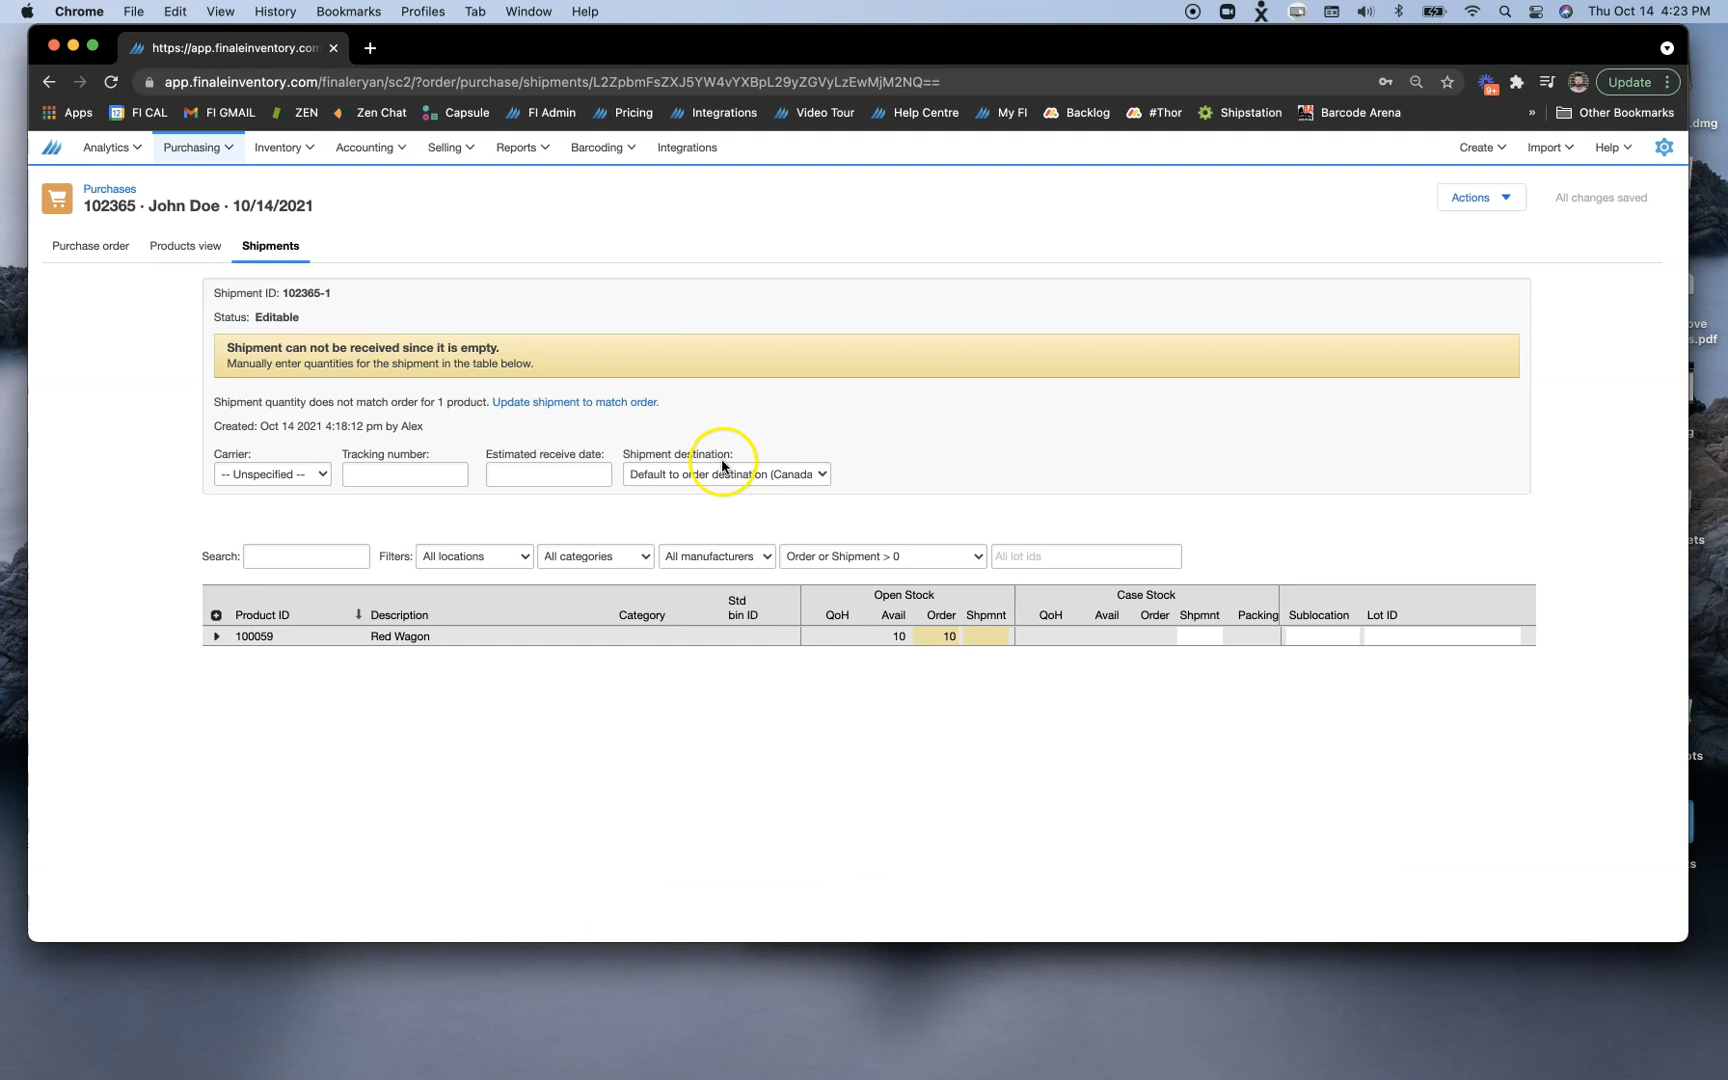 Chrome File Edit View History Bookmarks Profiles Tab Window Help Thu Oct 14 4:23 PM
https://app.finaleinventory.com
app.finaleinventory.com/finaleryan/sc2/?order/purchase/shipments/L2ZpbmFsZXJ5YW4vYXBpL29yZGVyLzEwMjM2NQ== 9+ Update
Apps 12 FI CAL FI GMAIL ZEN Zen Chat Capsule FI Admin Pricing Integrations Video Tour Help Centre My FI Backlog #Thor Shipstation Barcode Arena » Other Bookmarks
.dmg
Analytics Purchasing Inventory Accounting Selling Reports Barcoding Integrations Create Import Help
Purchases
102365 · John Doe · 10/14/2021 Actions All changes saved
Purchase order Products view Shipments
Shipment ID: 102365-1
Status: Editable
Shipment can not be received since it is empty.
Manually enter quantities for the shipment in the table below.
s.pdf
Shipment quantity does not match order for 1 product. Update shipment to match order.
Created: Oct 14 2021 4:18:12 pm by Alex
Carrier: Tracking number: Estimated receive date: Shipment destination:
-- Unspecified -- Default to order destination (Canada
Search: Filters: All locations All categories All manufacturers Order or Shipment > 0 All lot ids
Std Open Stock Case Stock
Product ID Description Category bin ID QoH Avail Order Shpmnt QoH Avail Order Shpmnt Packing Sublocation Lot ID
100059 Red Wagon 10 10